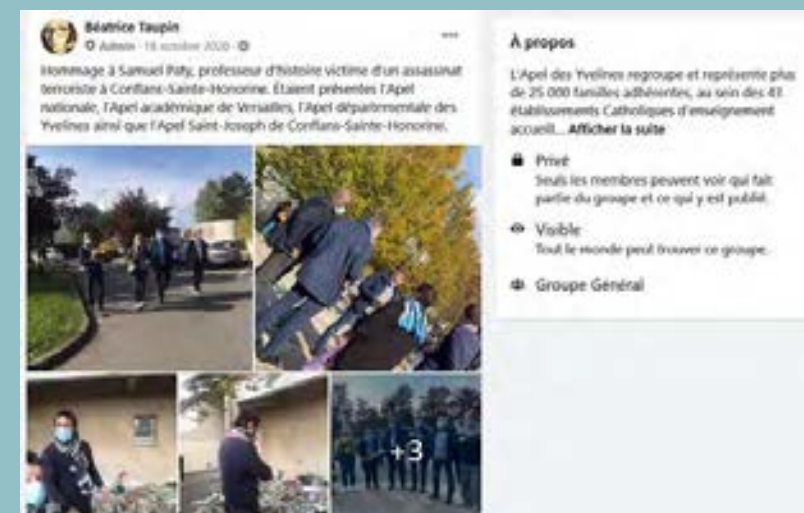 Béatrice Taupin
Admin · 18 octobre 2020 ·
Hommage à Samuel Paty, professeur d'histoire victime d'un assassinat
terroriste à Conflans-Sainte-Honorine. Étaient présentes l'Apel
nationale, l'Apel académique de Versailles, l'Apel départementale des
Yvelines ainsi que l'Apel Saint-Joseph de Conflans-Sainte-Honorine.
+3
À propos
L'Apel des Yvelines regroupe et représente plus
de 25 000 familles adhérentes, au sein des 43
établissements Catholiques d'enseignement
accueill... Afficher la suite
Privé
Seuls les membres peuvent voir qui fait
partie du groupe et ce qui y est publié.
Visible
Tout le monde peut trouver ce groupe.
Groupe Général